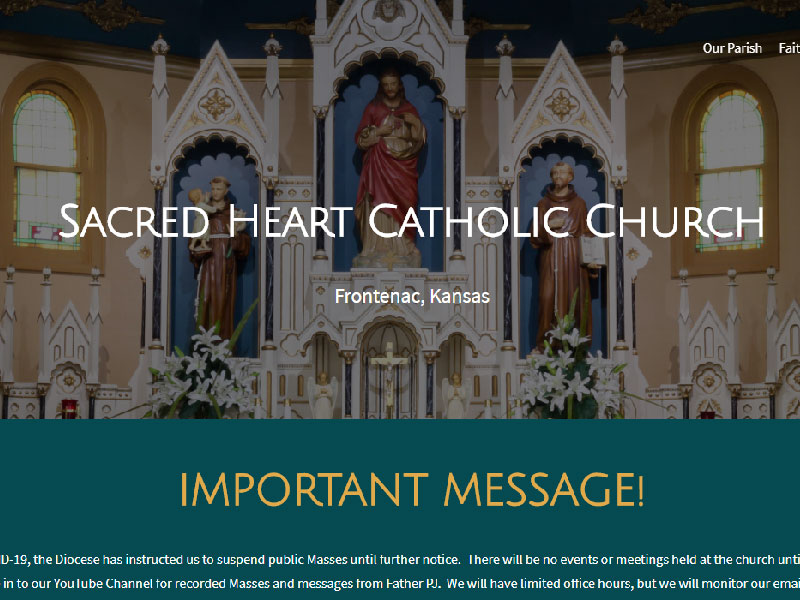 Our Parish
Sacred Heart Catholic Church
Frontenac, Kansas
IMPORTANT MESSAGE!
D-19, the Diocese has instructed us to suspend public Masses until further notice. There will be no events or meetings held at the church until
in to our YouTube Channel for recorded Masses and messages from Father PJ. We will have limited office hours, but we will monitor our